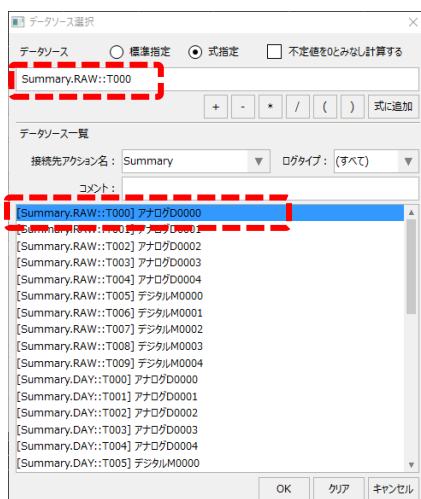 データソース選択
データソース ○ 標準指定 ◉ 式指定 □ 不定値を0とみなし計算する
Summary.RAW::T000
+ - * / ( ) 式に追加
データソース一覧
接続先アクション名： Summary ▼ ログタイプ： (すべて) ▼
コメント：
[Summary.RAW::T000] アナログD0000
[Summary.RAW::T001] アナログD0001
[Summary.RAW::T002] アナログD0002
[Summary.RAW::T003] アナログD0003
[Summary.RAW::T004] アナログD0004
[Summary.RAW::T005] デジタルM0000
[Summary.RAW::T006] デジタルM0001
[Summary.RAW::T007] デジタルM0002
[Summary.RAW::T008] デジタルM0003
[Summary.RAW::T009] デジタルM0004
[Summary.DAY::T000] アナログD0000
[Summary.DAY::T001] アナログD0001
[Summary.DAY::T002] アナログD0002
[Summary.DAY::T003] アナログD0003
[Summary.DAY::T004] アナログD0004
[Summary.DAY::T005] デジタルM0000
OK クリア キャンセル